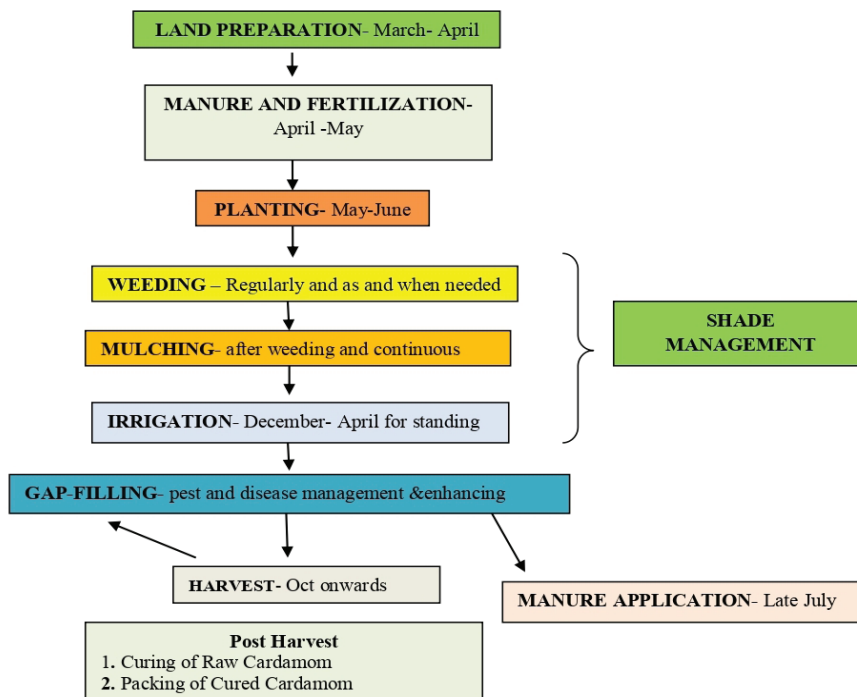 LAND PREPARATION- March- April
MANURE AND FERTILIZATION-
April -May
PLANTING- May-June
WEEDING – Regularly and as and when needed
MULCHING- after weeding and continuous
SHADE
MANAGEMENT
IRRIGATION- December- April for standing
GAP-FILLING- pest and disease management &enhancing
HARVEST- Oct onwards
MANURE APPLICATION- Late July
Post Harvest
1. Curing of Raw Cardamom
2. Packing of Cured Cardamom